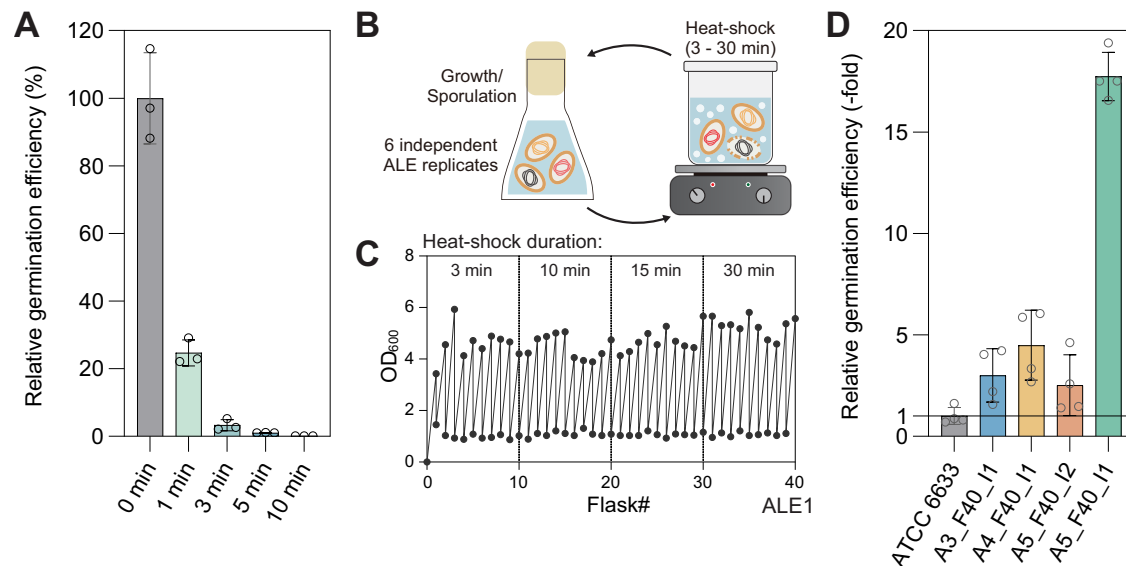 A
Relative germination efficiency (%)
120
100
80
60
40
20
0
0 min
1 min
3 min
5 min
10 min
B
Growth/
Sporulation
6 independent
ALE replicates
Heat-shock
(3 - 30 min)
C
Heat-shock duration:
3 min
10 min
15 min
30 min
OD600
8
6
4
2
0
0
10
20
30
40
Flask#
ALE1
D
Relative germination efficiency (-fold)
20
15
10
5
1
0
ATCC 6633
A3_F40_I1
A4_F40_I1
A5_F40_I2
A5_F40_I1